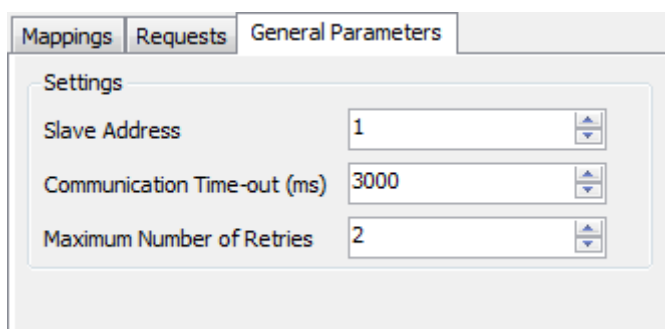 Mappings Requests General Parameters
Settings
Slave Address 1
Communication Time-out (ms) 3000
Maximum Number of Retries 2